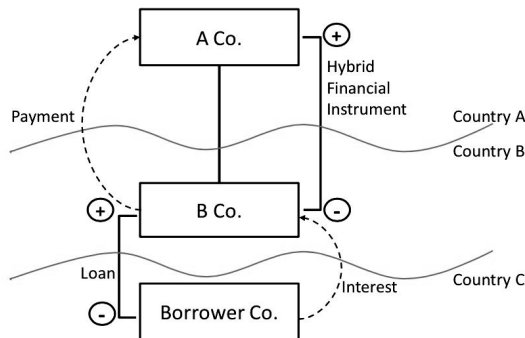 A Co.
+
Hybrid
Financial
Instrument
Payment
Country A
Country B
+
B Co.
-
Loan
Interest
Country C
-
Borrower Co.